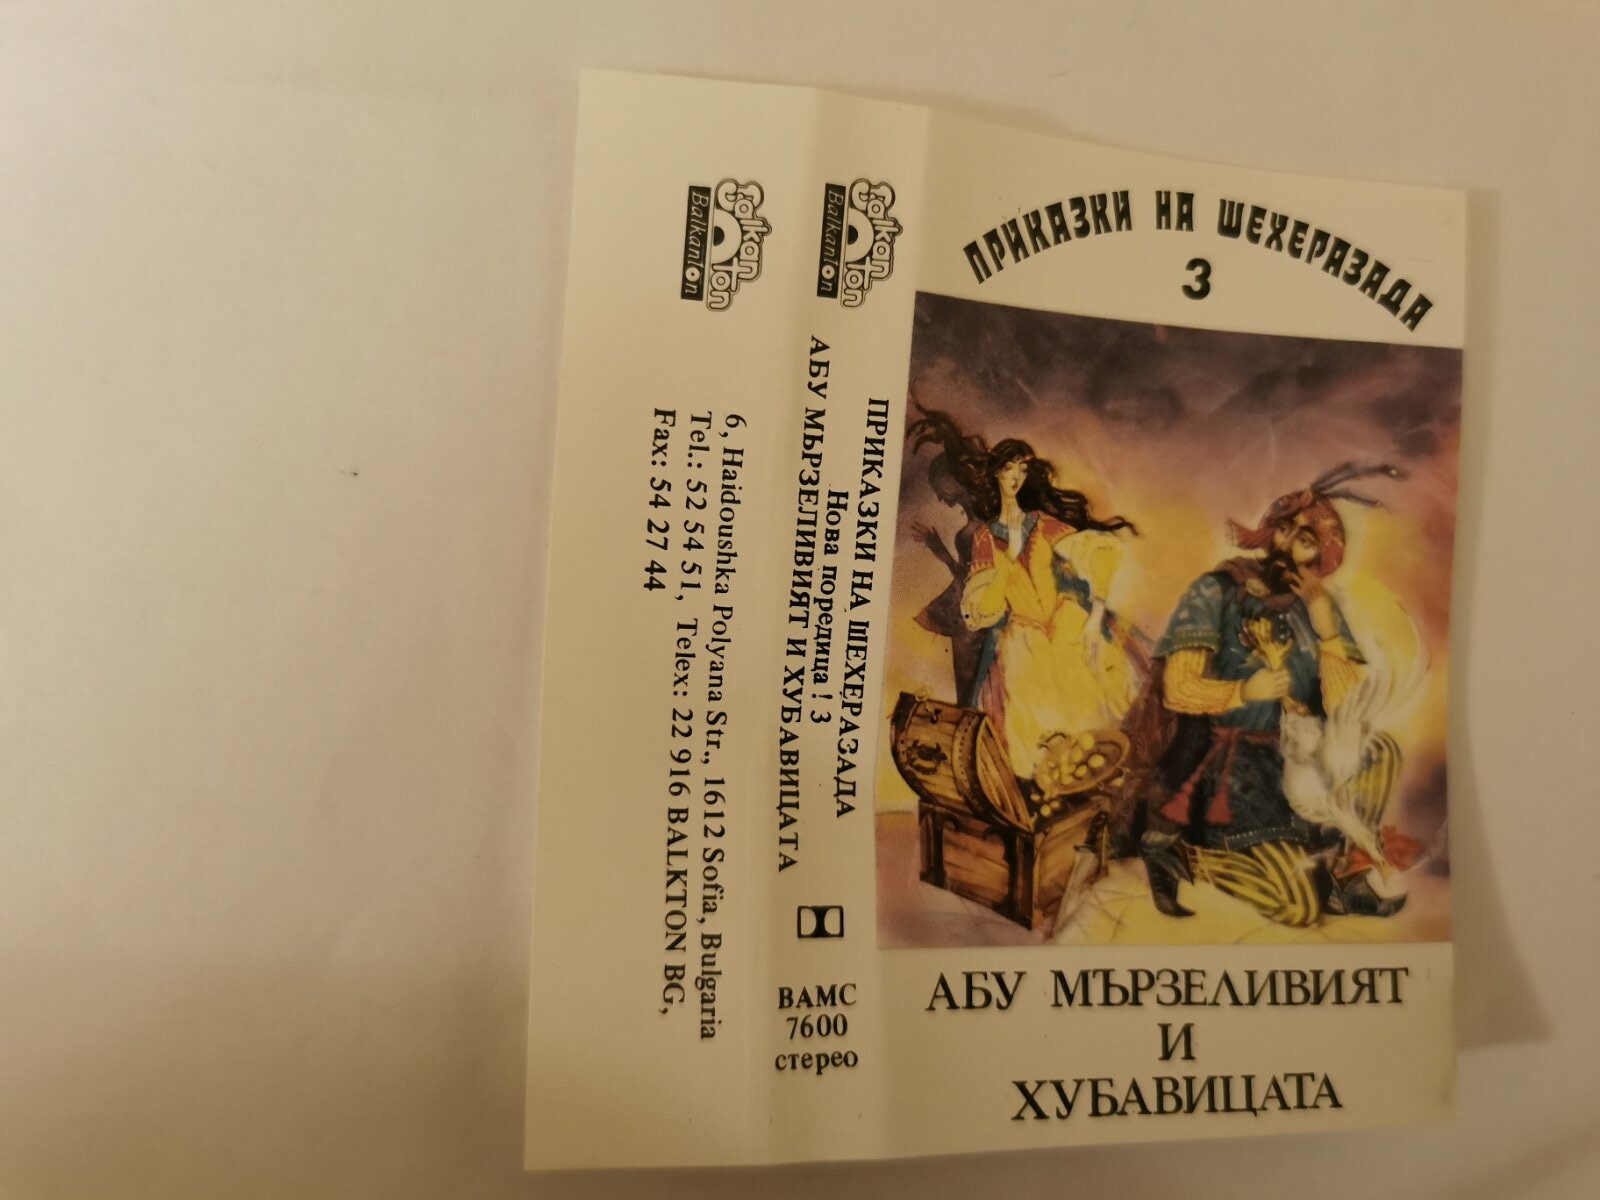 ПРИКАЗКИ НА ШЕХЕРАЗАДА
3
АБУ МЪРЗЕЛИВИЯТ
И
ХУБАВИЦАТА
Balkanton
Balkanton
ПРИКАЗКИ НА ШЕХЕРАЗАДА
Нова поредица! 3
АБУ МЪРЗЕЛИВИЯТ И ХУБАВИЦАТА
ВАМС
7600
стерео
Balkanton
Balkanton
6, Haidoushka Polyana Str., 1612 Sofia, Bulgaria
Tel.: 52 54 51, Telex: 22 916 BALKTON BG,
Fax: 54 27 44